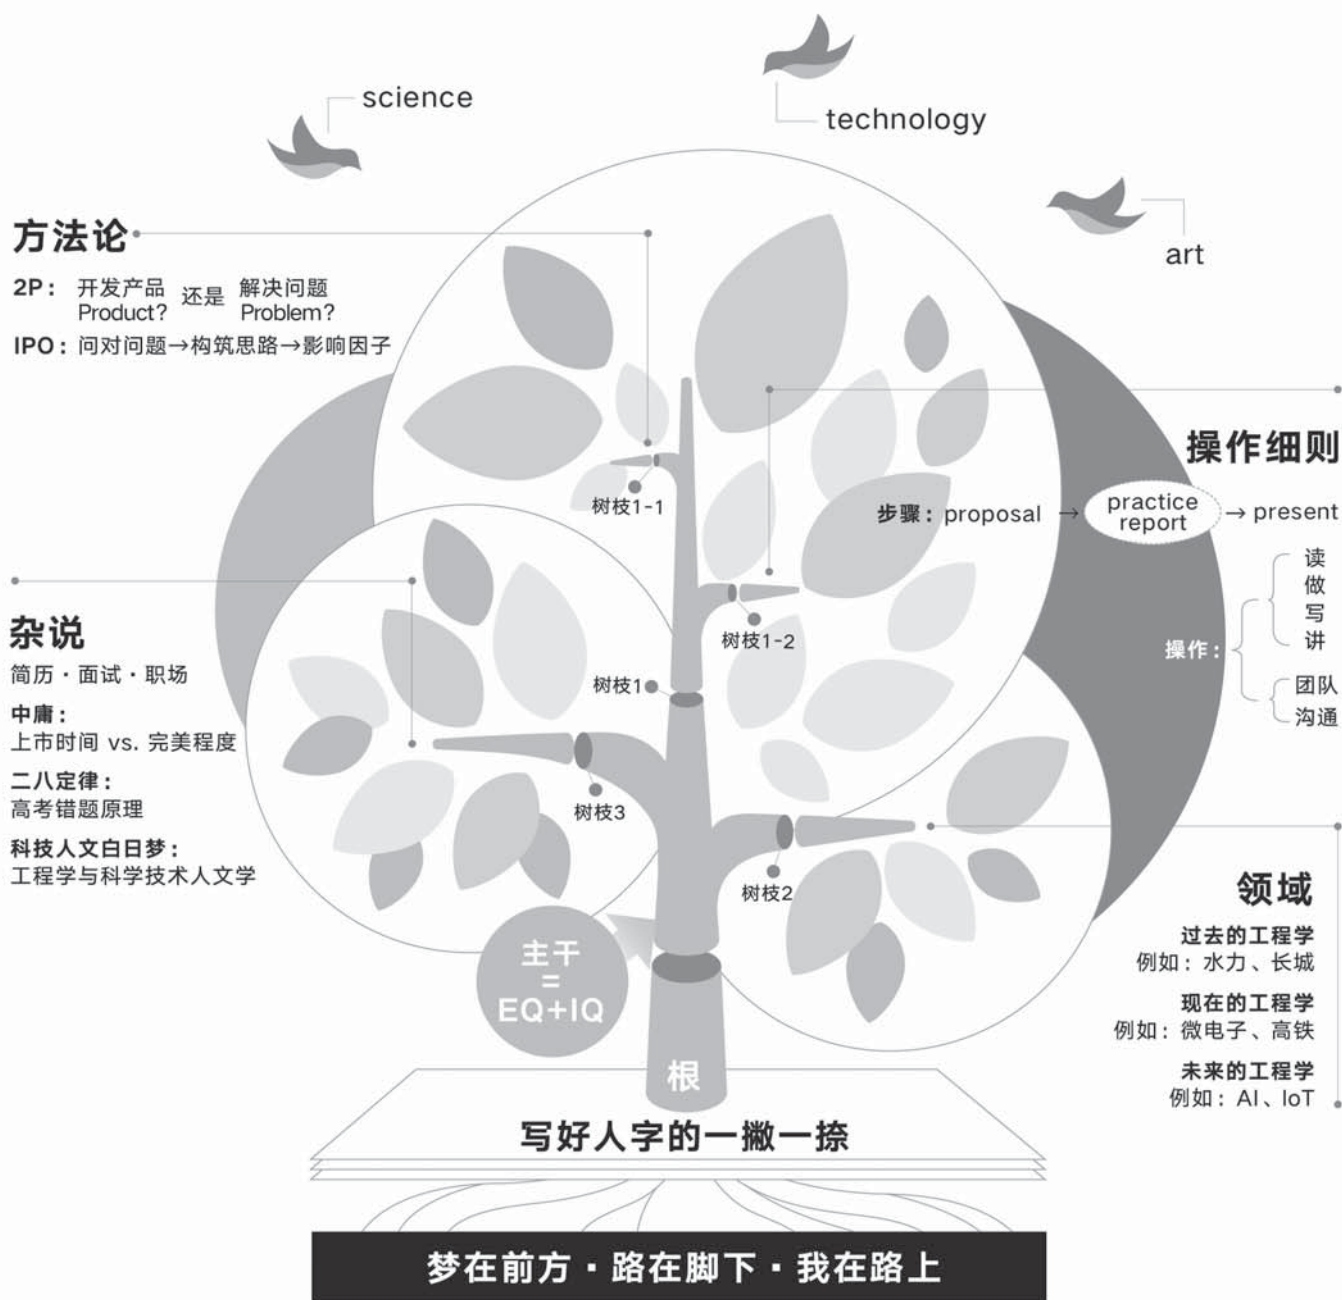 science
technology
art
方法论
2P： 开发产品 还是 解决问题
Product? Problem?
IPO：问对问题→构筑思路→影响因子
操作细则
步骤：proposal → practice report → present
操作：
读
做
写
讲
团队
沟通
树枝1-1
树枝1-2
树枝1
树枝3
树枝2
杂说
简历·面试·职场
中庸：
上市时间 vs. 完美程度
二八定律：
高考错题原理
科技人文白日梦：
工程学与科学技术人文学
领域
过去的工程学
例如：水力、长城
现在的工程学
例如：微电子、高铁
未来的工程学
例如：AI、IoT
主干
=
EQ+IQ
根
写好人字的一撇一捺
梦在前方·路在脚下·我在路上